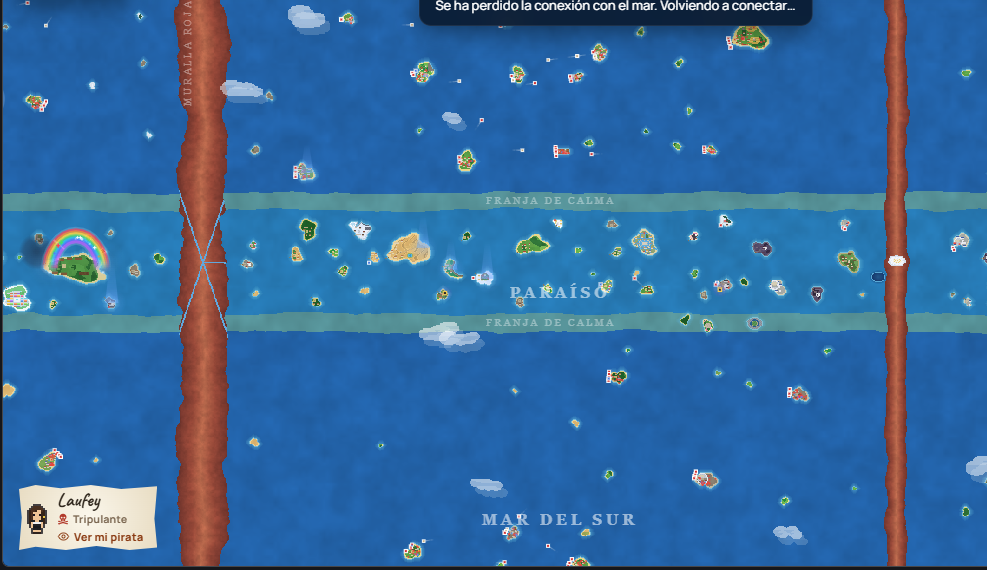 Se ha perdido la conexión con el mar. Volviendo a conectar...
MURALLA ROJA
FRANJA DE CALMA
PARAÍSO
FRANJA DE CALMA
MAR DEL SUR
Laufey
Tripulante
Ver mi pirata